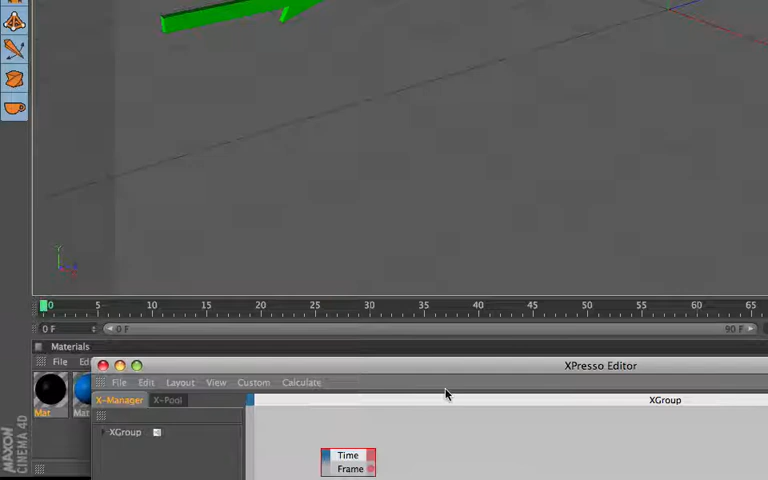 Y
0 5 10 15 20 25 30 35 40 45 50 55 60 65
0 F 0 F 90 F
Materials
File
XPresso Editor
File Edit Layout View Custom Calculate
X-Manager X-Pool XGroup
Mat
XGroup
Time
Frame
MAXON
CINEMA 4D